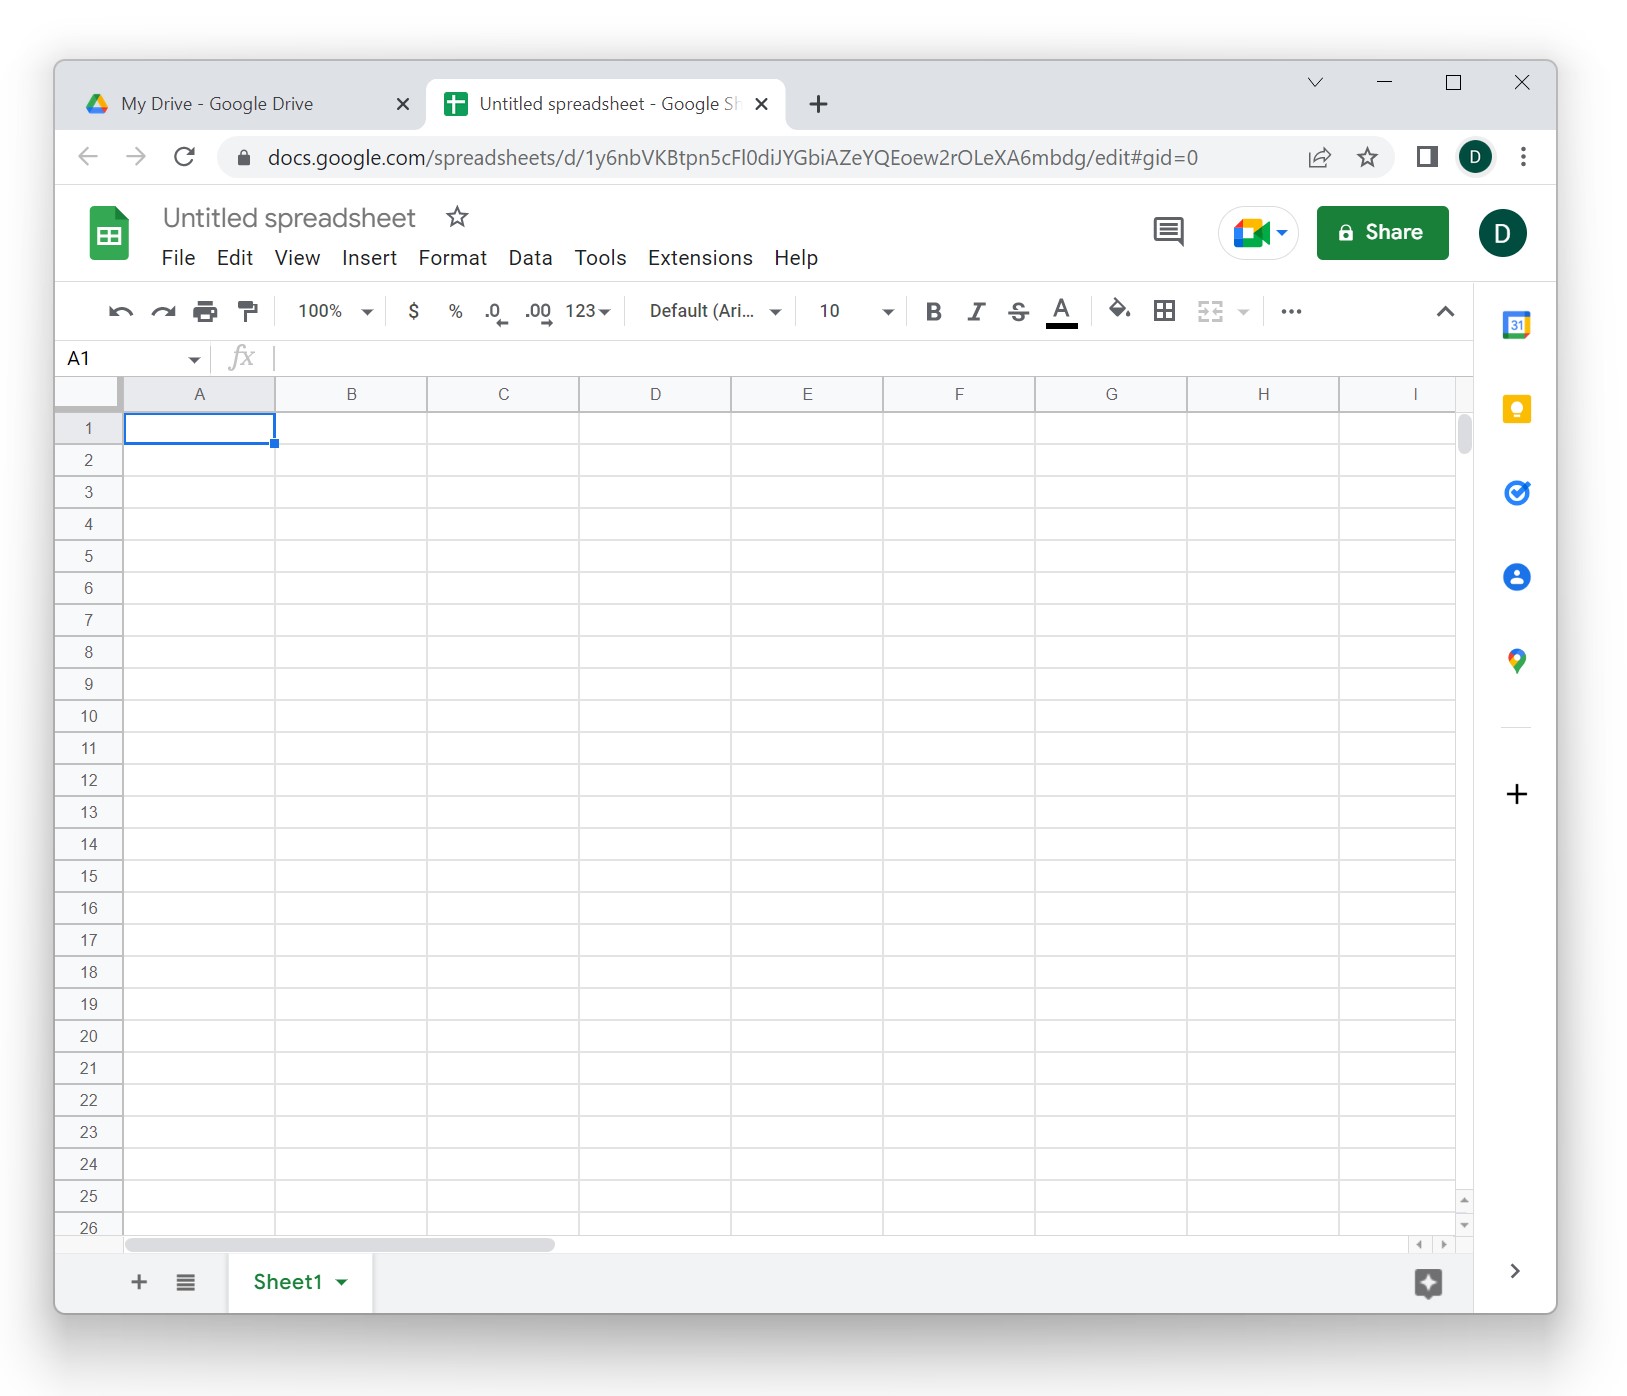 My Drive - Google Drive
Untitled spreadsheet - Google Sh
docs.google.com/spreadsheets/d/1y6nbVKBtpn5cFl0diJYGbiAZeYQEoew2rOLeXA6mbdg/edit#gid=0
D
Untitled spreadsheet
File Edit View Insert Format Data Tools Extensions Help
Share
D
100% $ % .0 .00 123 Default (Ari... 10 B I S A
31
A1 fx
A B C D E F G H I
1
2
3
4
5
6
7
8
9
10
11
12
13
14
15
16
17
18
19
20
21
22
23
24
25
26
Sheet1